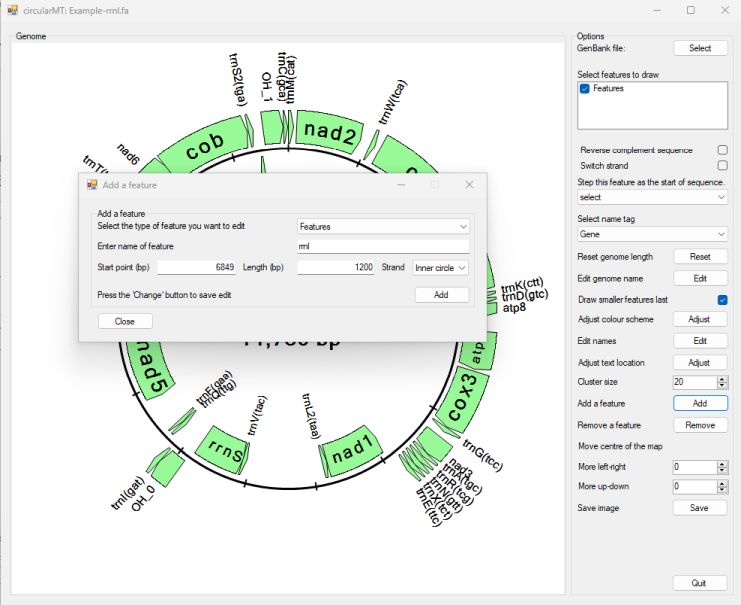 circularMT: Example-rrnl.fa
Genome
trnS2(tga)
OH_1
trnC(gca)
trnM(cat)
trnW(tca)
nad2
cob
nad6
trnT(
Add a feature
Add a feature
Select the type of feature you want to edit
Features
Enter name of feature
rrnl
Start point (bp)
6849
Length (bp)
1200
Strand
Inner circle
Press the 'Change' button to save edit
Add
Close
trnK(ctt)
trnD(gtc)
atp8
atp
cox3
trnG(tcc)
nad3
trnA(tgc)
trnR(tcg)
trnN(gtt)
trnX(tct)
trnE(ttc)
nad1
trnL2(taa)
trnV(tac)
rrnS
trnF(gaa)
trnQ(ttg)
trnI(gat)
OH_0
nad5
Options
GenBank file:
Select
Select features to draw
Features
Reverse complement sequence
Switch strand
Step this feature as the start of sequence.
select
Select name tag
Gene
Reset genome length
Reset
Edit genome name
Edit
Draw smaller features last
Adjust colour scheme
Adjust
Edit names
Edit
Adjust text location
Adjust
Cluster size
20
Add a feature
Add
Remove a feature
Remove
Move centre of the map
More left-right
0
More up-down
0
Save image
Save
Quit